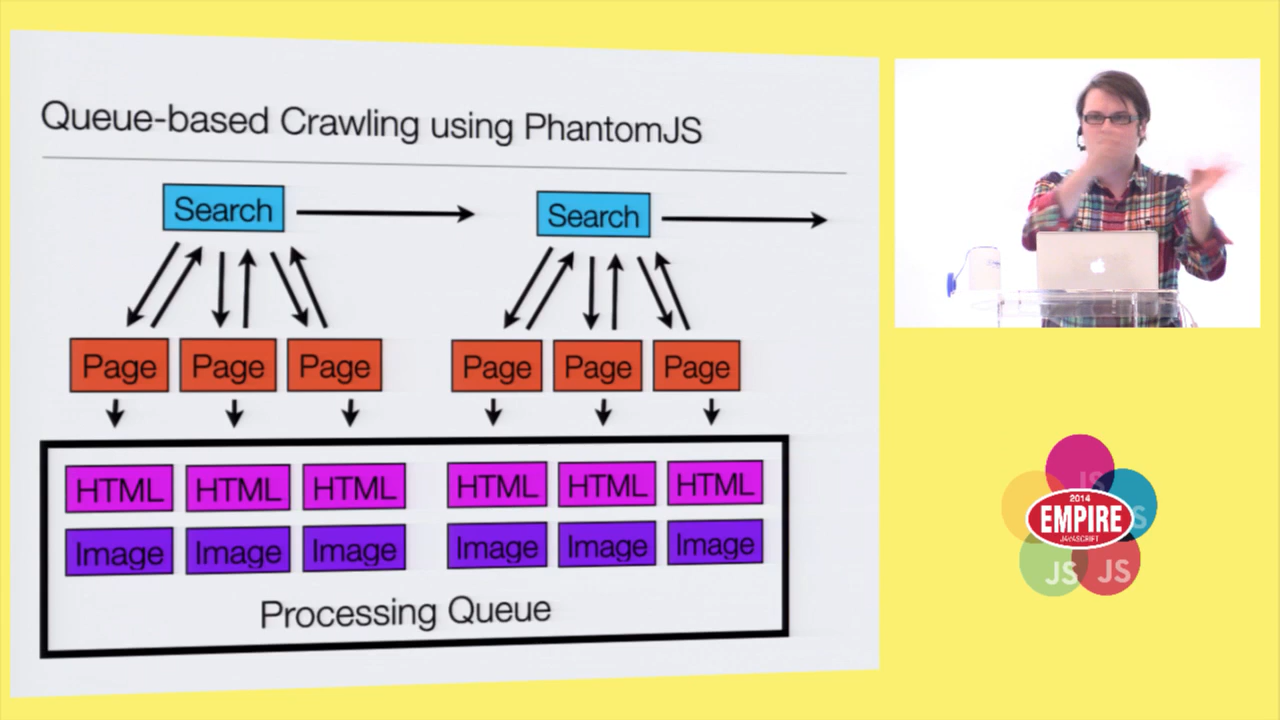 Queue-based Crawling using PhantomJS
Search
Search
Page
Page
Page
Page
Page
Page
HTML
HTML
HTML
HTML
HTML
HTML
Image
Image
Image
Image
Image
Image
Processing Queue
JS
2014
EMPIRE
JAVASCRIPT
S
JS
JS